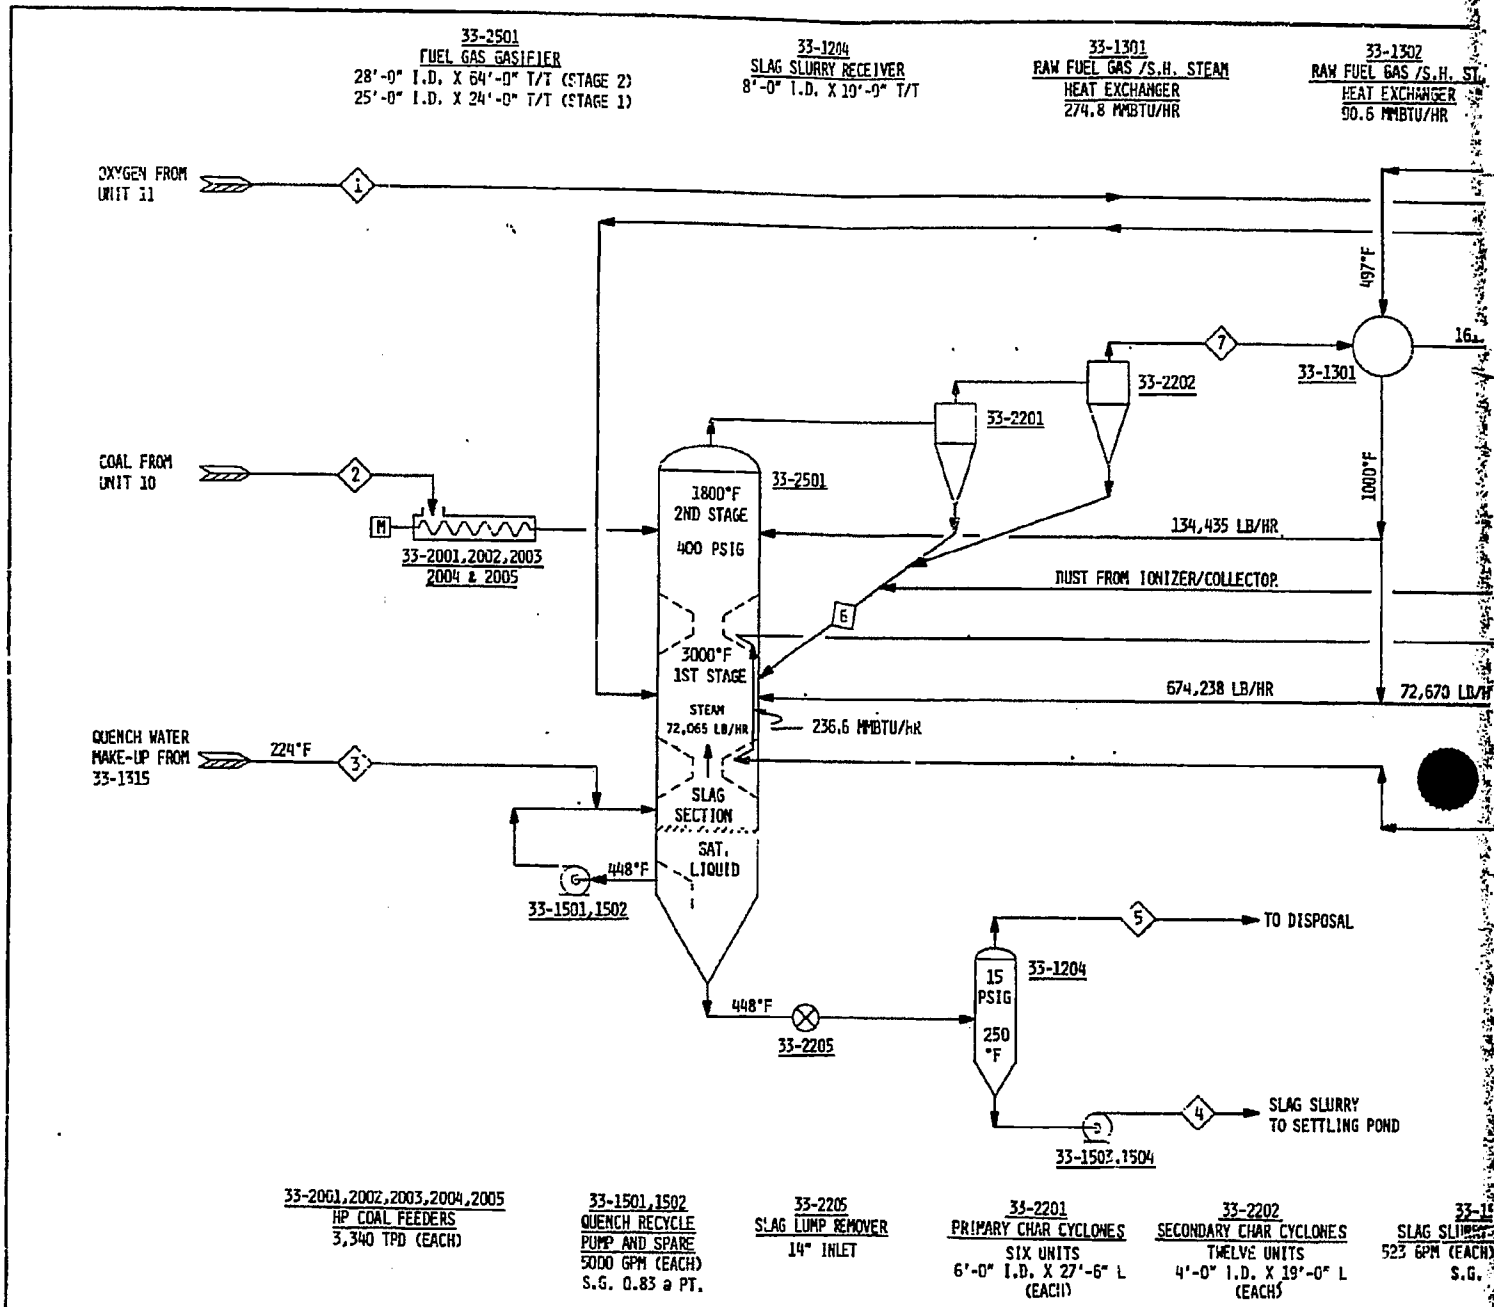 33-2501
FUEL GAS GASIFIER
28'-0" I.D. X 64'-0" T/T (STAGE 2)
25'-0" I.D. X 24'-0" T/T (STAGE 1)
33-1204
SLAG SLURRY RECEIVER
8'-0" I.D. X 19'-0" T/T
33-1301
RAW FUEL GAS /S.H. STEAM
HEAT EXCHANGER
274.8 MMBTU/HR
33-1302
RAW FUEL GAS /S.H.
HEAT EXCHANGER
90.6 MMBTU/HR
OXYGEN FROM
UNIT 11
1
497°F
7
33-1301
33-2202
33-2201
COAL FROM
UNIT 10
2
M
33-2001,2002,2003
2004 & 2005
33-2501
1800°F
2ND STAGE
400 PSIG
1000°F
134,435 LB/HR
DUST FROM IONIZER/COLLECTOR
3000°F
1ST STAGE
674,238 LB/HR
72,670
STEAM
72,065 LB/HR
236.6 MMBTU/HR
QUENCH WATER
MAKE-UP FROM
33-1315
224°F
3
SLAG
SECTION
SAT.
LIQUID
448°F
33-1501,1502
448°F
33-2205
5
TO DISPOSAL
33-1204
15
PSIG
250
°F
4
SLAG SLURRY
TO SETTLING POND
33-1503,1504
33-2001,2002,2003,2004,2005
HP COAL FEEDERS
3,340 TPD (EACH)
33-1501,1502
QUENCH RECYCLE
PUMP AND SPARE
5000 GPM (EACH)
S.G. 0.83 @ PT.
33-2205
SLAG LUMP REMOVER
14" INLET
33-2201
PRIMARY CHAR CYCLONES
SIX UNITS
6'-0" I.D. X 27'-6" L
(EACH)
33-2202
SECONDARY CHAR CYCLONES
TWELVE UNITS
4'-0" I.D. X 19'-0" L
(EACH)
SLAG
523 GPM (EACH)
S.G.